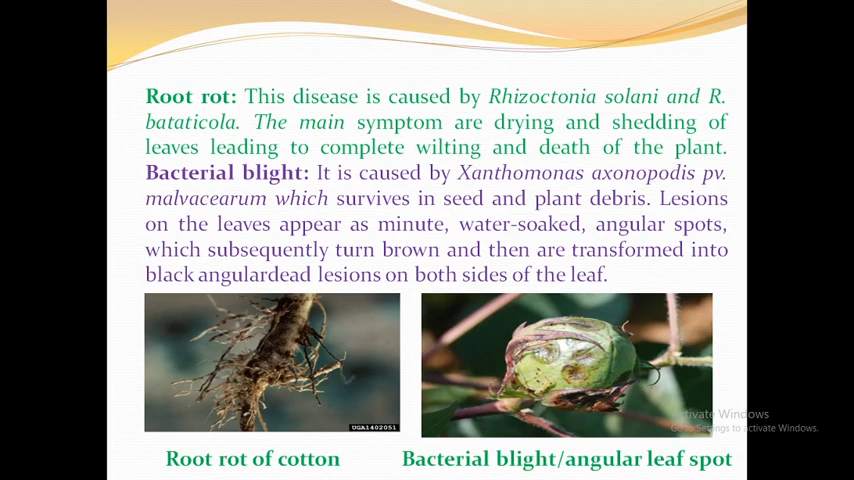 Root rot: This disease is caused by Rhizoctonia solani and R.
bataticola. The main symptom are drying and shedding of
leaves leading to complete wilting and death of the plant.
Bacterial blight: It is caused by Xanthomonas axonopodis pv.
malvacearum which survives in seed and plant debris. Lesions
on the leaves appear as minute, water-soaked, angular spots,
which subsequently turn brown and then are transformed into
black angulardead lesions on both sides of the leaf.
UGA1402051
Activate Windows
Go to Settings to activate Windows.
Root rot of cotton
Bacterial blight/angular leaf spot